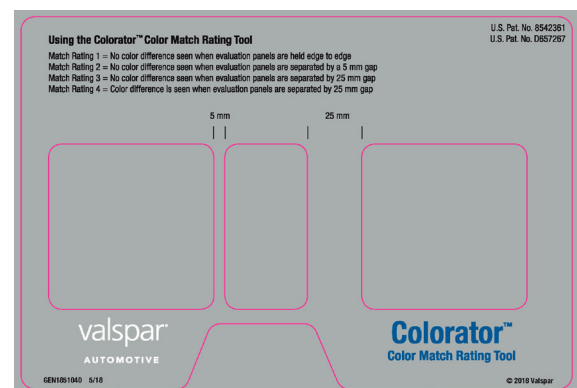 U.S. Pat. No. 8542361
U.S. Pat. No. D657267
Using the Colorator™ Color Match Rating Tool
Match Rating 1 = No color difference seen when evaluation panels are held edge to edge
Match Rating 2 = No color difference seen when evaluation panels are separated by a 5 mm gap
Match Rating 3 = No color difference seen when evaluation panels are separated by 25 mm gap
Match Rating 4 = Color difference is seen when evaluation panels are separated by 25 mm gap
5 mm
25 mm
valspar
AUTOMOTIVE
Colorator™
Color Match Rating Tool
GEN1851040 5/18
© 2018 Valspar